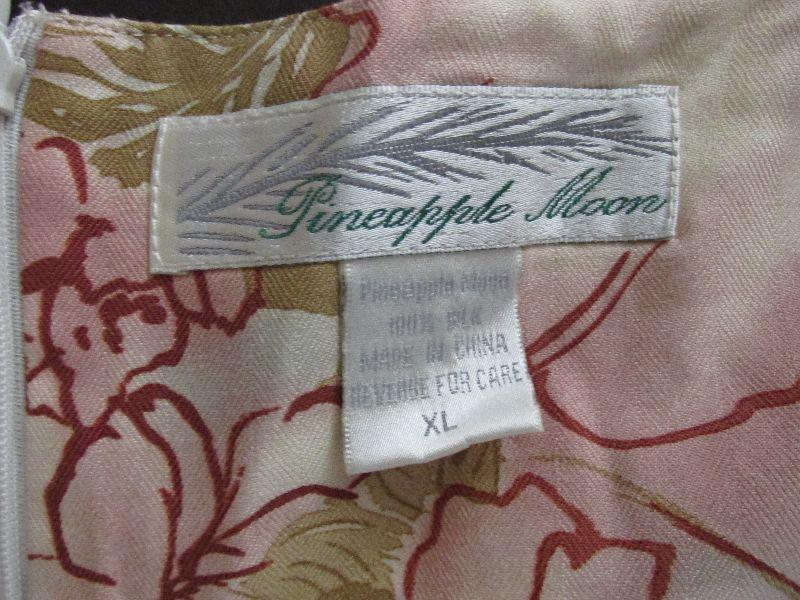 Pineapple Moon
Pineapple Moon
100% SILK
MADE IN CHINA
REVERSE FOR CARE
XL